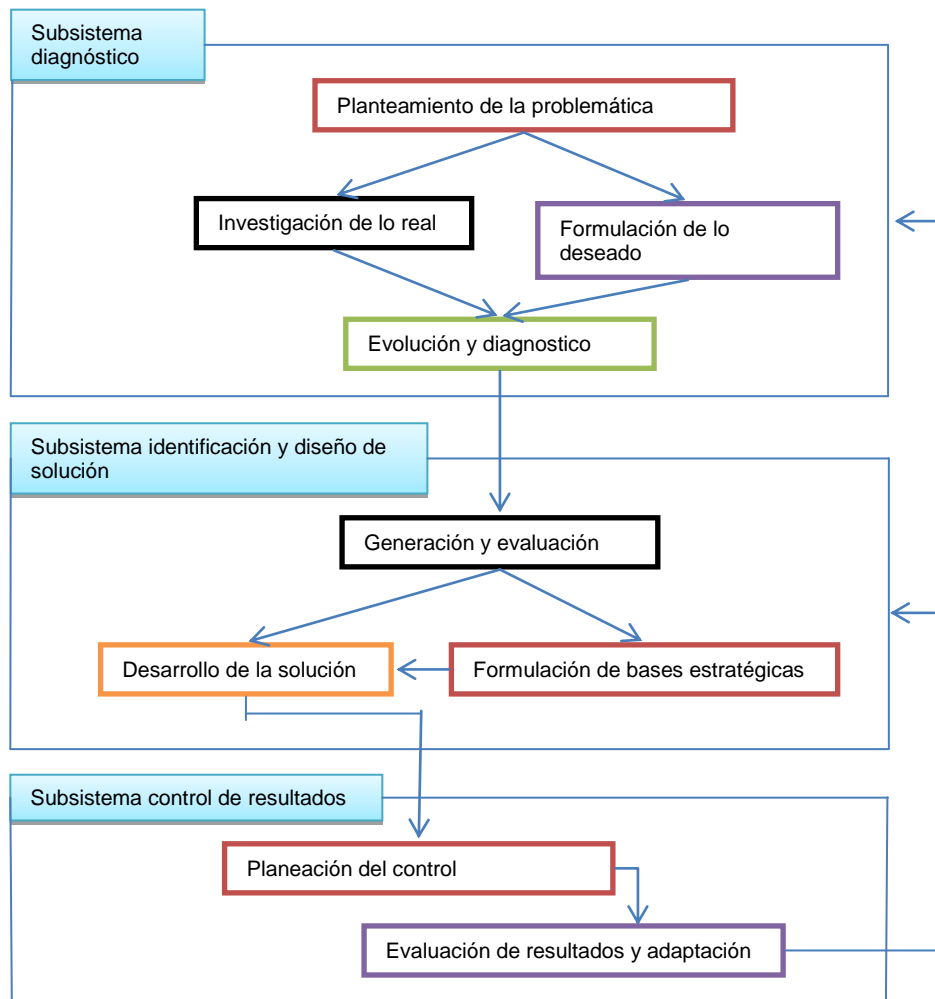 Subsistema
diagnóstico
Planteamiento de la problemática
Investigación de lo real
Formulación de lo
deseado
Evolución y diagnostico
Subsistema identificación y diseño de
solución
Generación y evaluación
Desarrollo de la solución
Formulación de bases estratégicas
Subsistema control de resultados
Planeación del control
Evaluación de resultados y adaptación